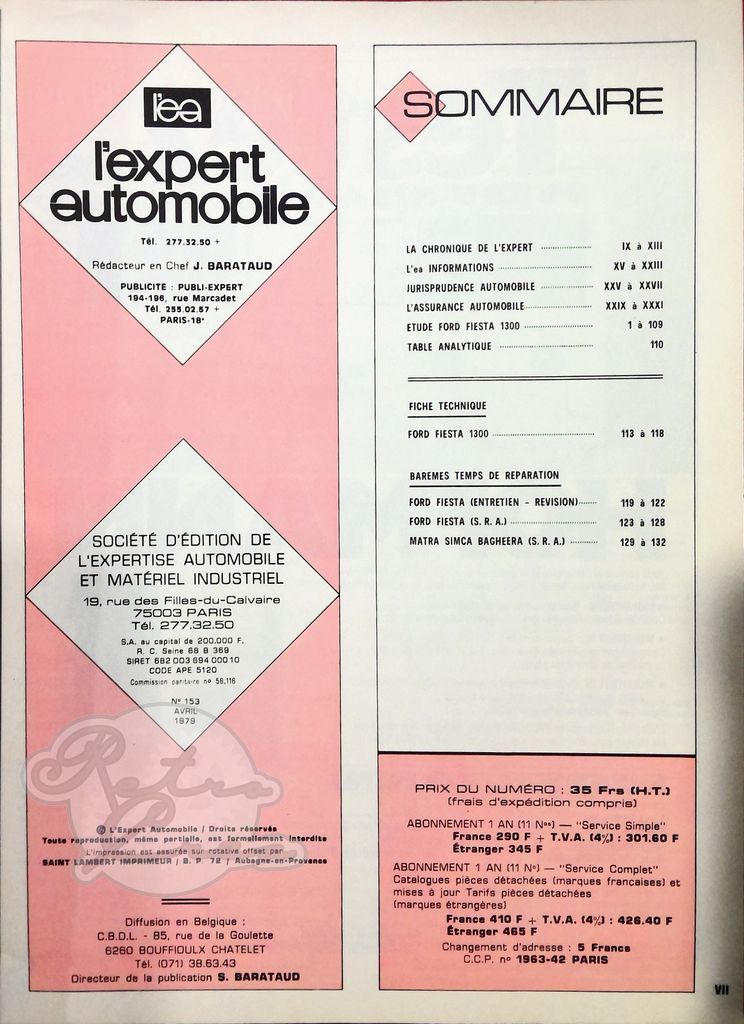 l'ea
l'expert
automobile
Tél. 277.32.50 +
Rédacteur en Chef J. BARATAUD
PUBLICITE : PUBLI-EXPERT
194-196, rue Marcadet
Tél. 255.02.57 +
PARIS-18e
SOCIÉTÉ D'ÉDITION DE
L'EXPERTISE AUTOMOBILE
ET MATÉRIEL INDUSTRIEL
19, rue des Filles-du-Calvaire
75003 PARIS
Tél. 277.32.50
S.A. au capital de 200.000 F.
R. C. Seine 68 B 369
SIRET 682 003 694 000 10
CODE APE 5120
Commission paritaire no 56,116
No 153
AVRIL
1979
Retro
© L'Expert Automobile / Droits réservés
Toute reproduction, même partielle, est formellement interdite
L'impression est assurée sur rotative offset par
SAINT LAMBERT IMPRIMEUR / B. P. 72 / Aubagne-en-Provence
Diffusion en Belgique :
C.B.D.L. - 85, rue de la Goulette
6260 BOUFFIOULX CHATELET
Tél. (071) 38.63.43
Directeur de la publication S. BARATAUD
SOMMAIRE
LA CHRONIQUE DE L'EXPERT .................... IX à XIII
L'ea INFORMATIONS .................... XV à XXIII
JURISPRUDENCE AUTOMOBILE .................... XXV à XXVII
L'ASSURANCE AUTOMOBILE .................... XXIX à XXXI
ETUDE FORD FIESTA 1300 .................... 1 à 109
TABLE ANALYTIQUE .................... 110
FICHE TECHNIQUE
FORD FIESTA 1300 .................... 113 à 118
BAREMES TEMPS DE REPARATION
FORD FIESTA (ENTRETIEN - REVISION) ....... 119 à 122
FORD FIESTA (S.R.A.) .................... 123 à 128
MATRA SIMCA BAGHEERA (S.R.A.) ........... 129 à 132
PRIX DU NUMÉRO : 35 Frs (H.T.)
(frais d'expédition compris)
ABONNEMENT 1 AN (11 Nos) — "Service Simple"
France 290 F + T.V.A. (4%) : 301.60 F
Étranger 345 F
ABONNEMENT 1 AN (11 No) — "Service Complet"
Catalogues pièces détachées (marques françaises) et
mises à jour Tarifs pièces détachées
(marques étrangères)
France 410 F + T.V.A. (4%) : 426.40 F
Étranger 465 F
Changement d'adresse : 5 Francs
C.C.P. no 1963-42 PARIS
VII